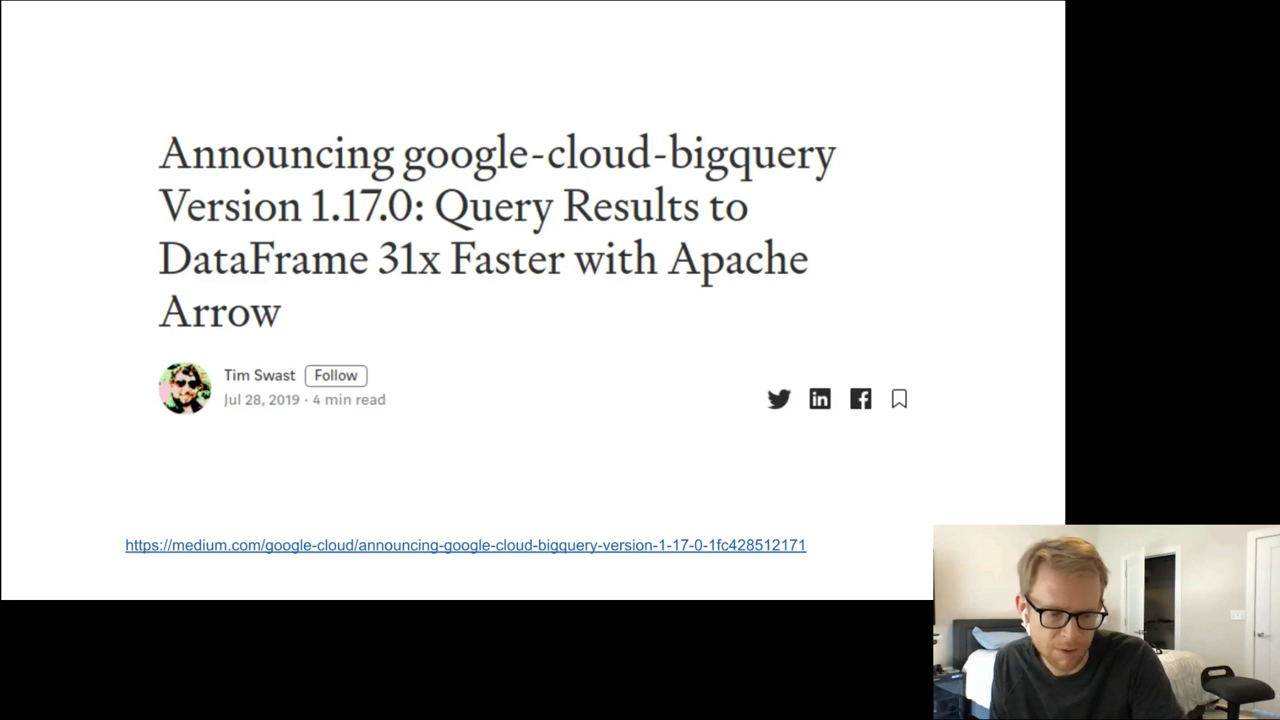 Announcing google-cloud-bigquery
Version 1.17.0: Query Results to
DataFrame 31x Faster with Apache
Arrow
Tim Swast Follow
Jul 28, 2019 · 4 min read
https://medium.com/google-cloud/announcing-google-cloud-bigquery-version-1-17-0-1fc428512171